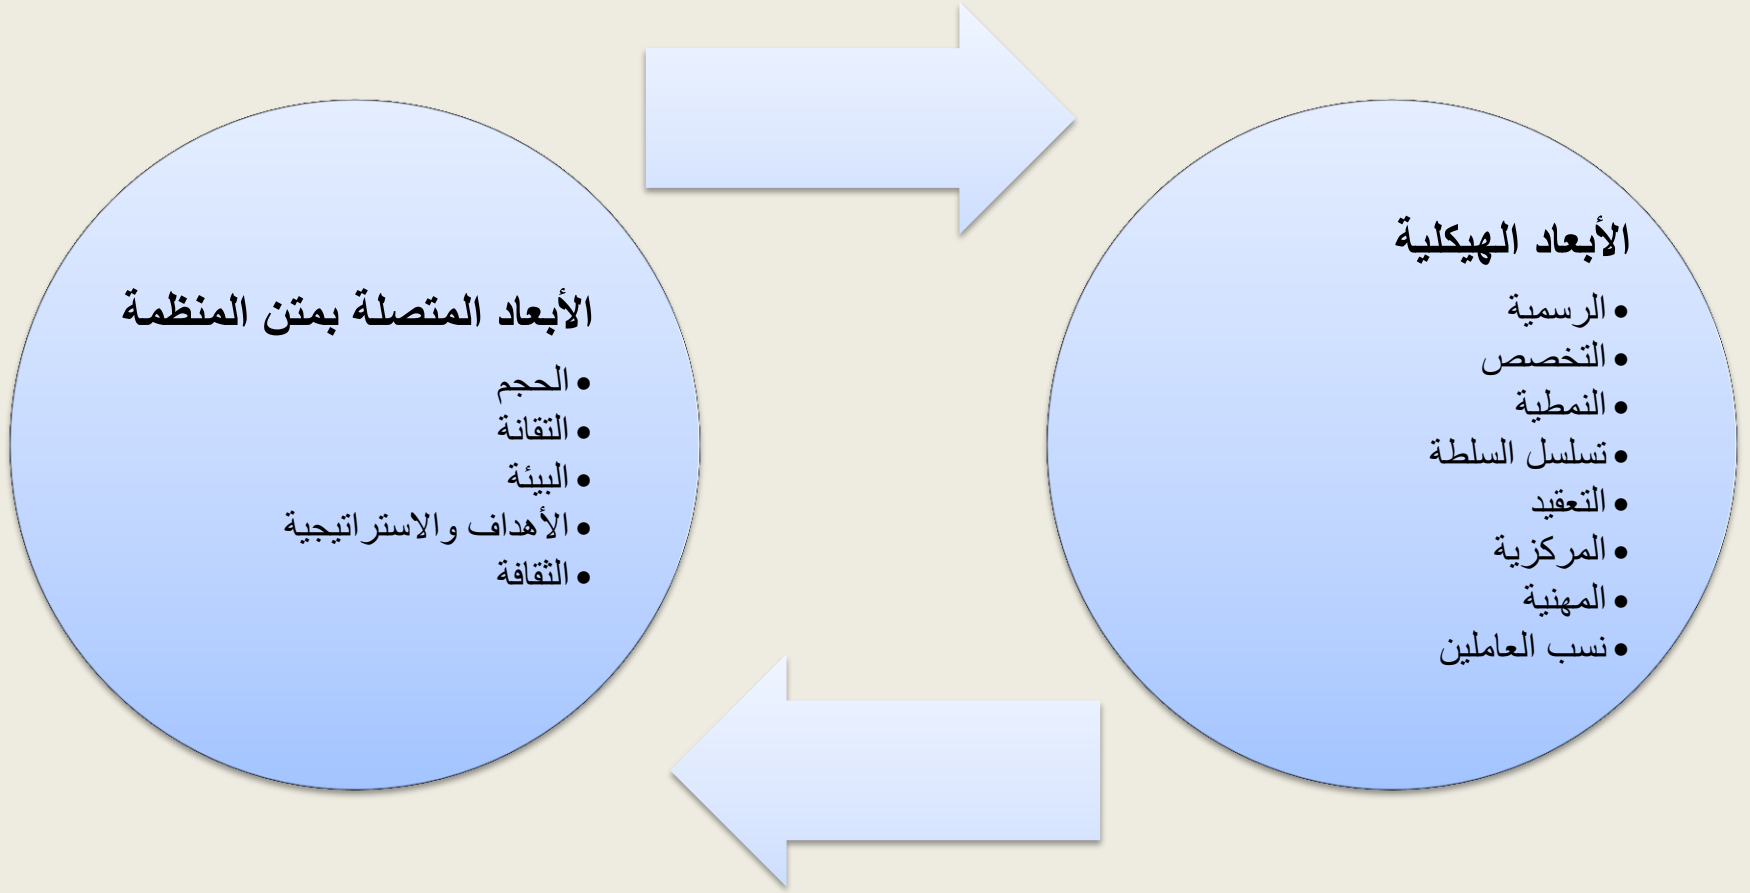 الأبعاد الهيكلية
• الرسمية
• التخصص
• النمطية
• تسلسل السلطة
• التعقيد
• المركزية
• المهنية
• نسب العاملين
الأبعاد المتصلة بمتن المنظمة
• الحجم
• التقانة
• البيئة
• الأهداف والاستراتيجية
• الثقافة